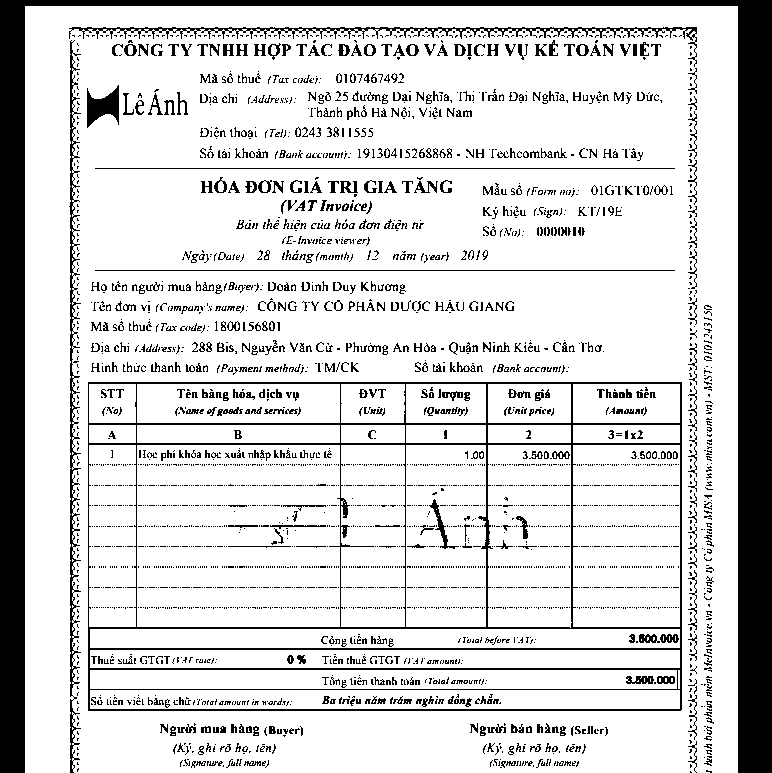 CÔNG TY TNHH HỢP TÁC ĐÀO TẠO VÀ DỊCH VỤ KẾ TOÁN VIỆT
Lê Ánh
Mã số thuế (Tax code): 0107467492
Địa chỉ (Address): Ngõ 25 đường Đại Nghĩa, Thị Trấn Đại Nghĩa, Huyện Mỹ Đức,
Thành phố Hà Nội, Việt Nam
Điện thoại (Tel): 0243 3811555
Số tài khoản (Bank account): 19130415268868 - NH Techcombank - CN Hà Tây
HÓA ĐƠN GIÁ TRỊ GIA TĂNG
(VAT Invoice)
Bản thể hiện của hóa đơn điện tử
(E-Invoice viewer)
Ngày (Date) 28 tháng (month) 12 năm (year) 2019
Mẫu số (Form no): 01GTKT0/001
Ký hiệu (Sign): KT/19E
Số (No): 0000010
Họ tên người mua hàng (Buyer): Đoàn Đinh Duy Khương
Tên đơn vị (Company's name): CÔNG TY CỔ PHẦN DƯỢC HẬU GIANG
Mã số thuế (Tax code): 1800156801
Địa chỉ (Address): 288 Bis, Nguyễn Văn Cừ - Phường An Hòa - Quận Ninh Kiều - Cần Thơ.
Hình thức thanh toán (Payment method): TM/CK Số tài khoản (Bank account):
STT Tên hàng hóa, dịch vụ ĐVT Số lượng Đơn giá Thành tiền
(No) (Name of goods and services) (Unit) (Quantity) (Unit price) (Amount)
A B C 1 2 3=1x2
1 Học phí khóa học xuất nhập khẩu thực tế 1.00 3.500.000 3.500.000
Ánh
Cộng tiền hàng (Total before VAT): 3.500.000
Thuế suất GTGT (VAT rate): 0 % Tiền thuế GTGT (VAT amount):
Tổng tiền thanh toán (Total amount): 3.500.000
Số tiền viết bằng chữ (Total amount in words): Ba triệu năm trăm nghìn đồng chẵn.
Người mua hàng (Buyer) Người bán hàng (Seller)
(Ký, ghi rõ họ, tên) (Ký, ghi rõ họ, tên)
(Signature, full name) (Signature, full name)
hành bởi phần mềm MeInvoice.vn - Công ty Cổ phần MISA (www.misa.com.vn) - MST: 0101243150